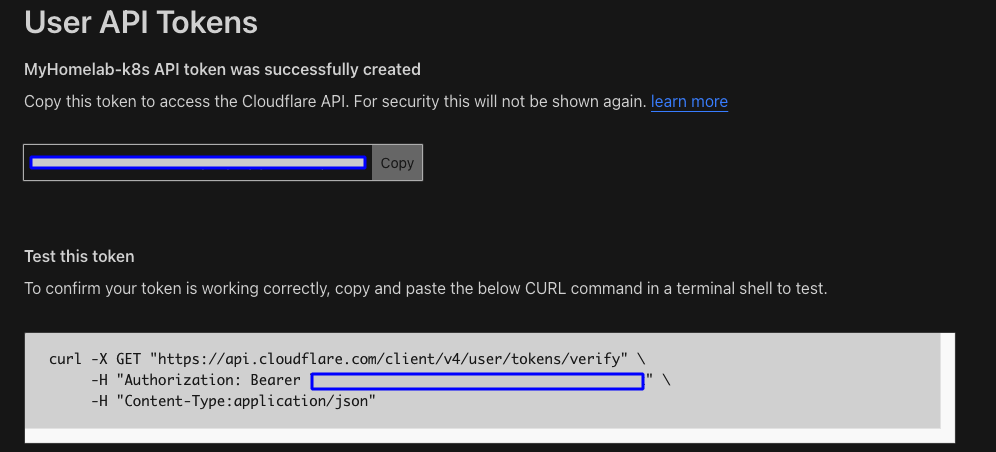 User API Tokens
MyHomelab-k8s API token was successfully created
Copy this token to access the Cloudflare API. For security this will not be shown again. learn more
Copy
Test this token
To confirm your token is working correctly, copy and paste the below CURL command in a terminal shell to test.
curl -X GET "https://api.cloudflare.com/client/v4/user/tokens/verify" \
-H "Authorization: Bearer " \
-H "Content-Type:application/json"